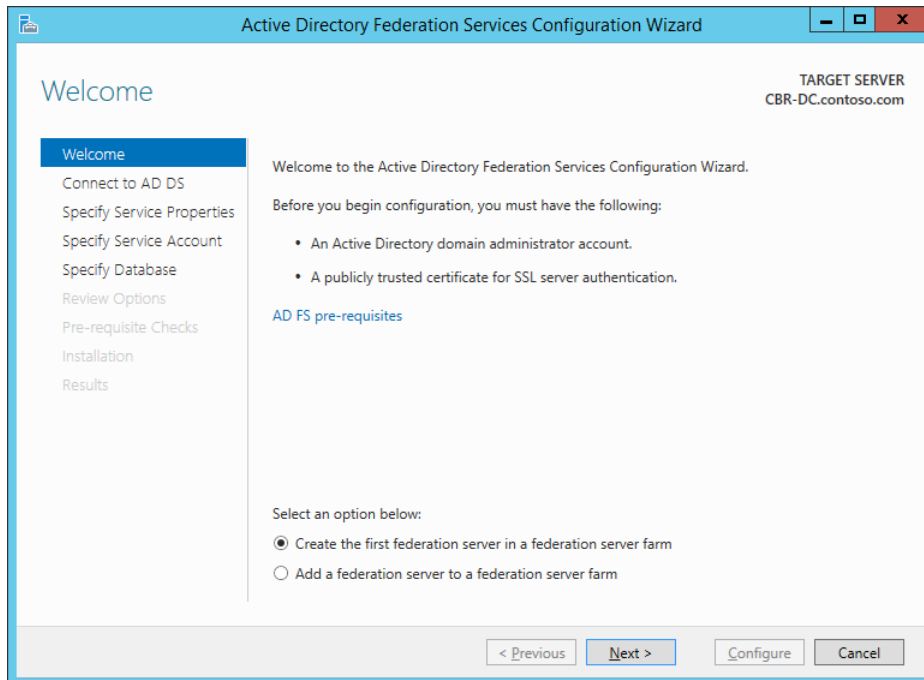 Active Directory Federation Services Configuration Wizard
Welcome
TARGET SERVER
CBR-DC.contoso.com
Welcome
Connect to AD DS
Specify Service Properties
Specify Service Account
Specify Database
Review Options
Pre-requisite Checks
Installation
Results
Welcome to the Active Directory Federation Services Configuration Wizard.
Before you begin configuration, you must have the following:
• An Active Directory domain administrator account.
• A publicly trusted certificate for SSL server authentication.
AD FS pre-requisites
Select an option below:
Create the first federation server in a federation server farm
Add a federation server to a federation server farm
< Previous
Next >
Configure
Cancel